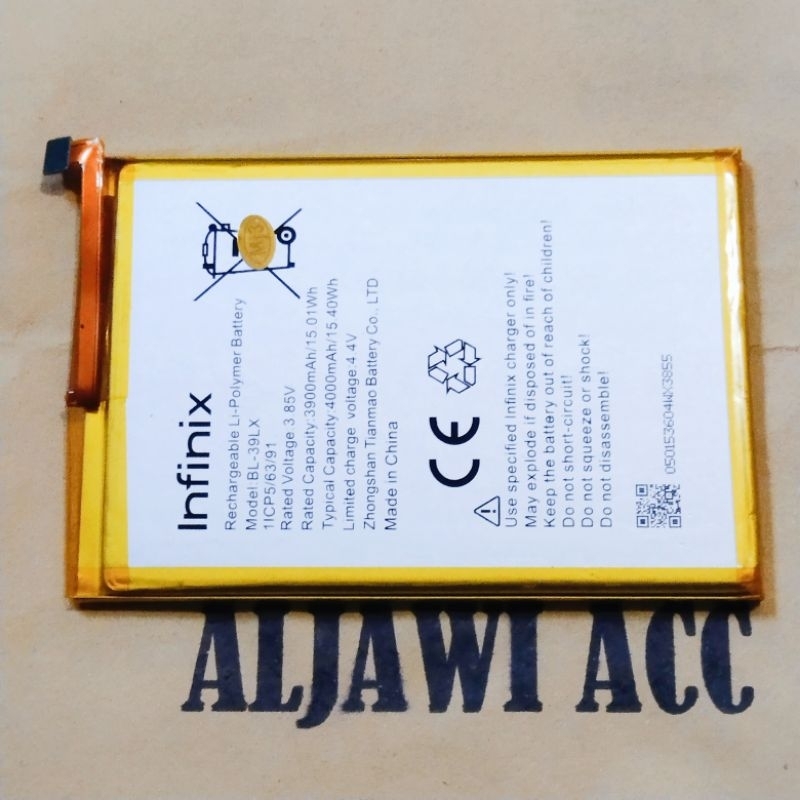 Infinix
Rechargeable Li-Polymer Battery
Model BL-39LX
1ICP5/63/91
Rated Voltage 3.85V
Rated Capacity:3900mAh/15.01Wh
Typical Capacity:4000mAh/15.40Wh
Limited charge voltage:4.4V
Zhongshan Tianmao Battery Co., LTD
Made in China
CE
Use specified Infinix charger only!
May explode if disposed of in fire!
Keep the battery out of reach of children!
Do not short-circuit!
Do not squeeze or shock!
Do not disassemble!
ALJAWI ACC